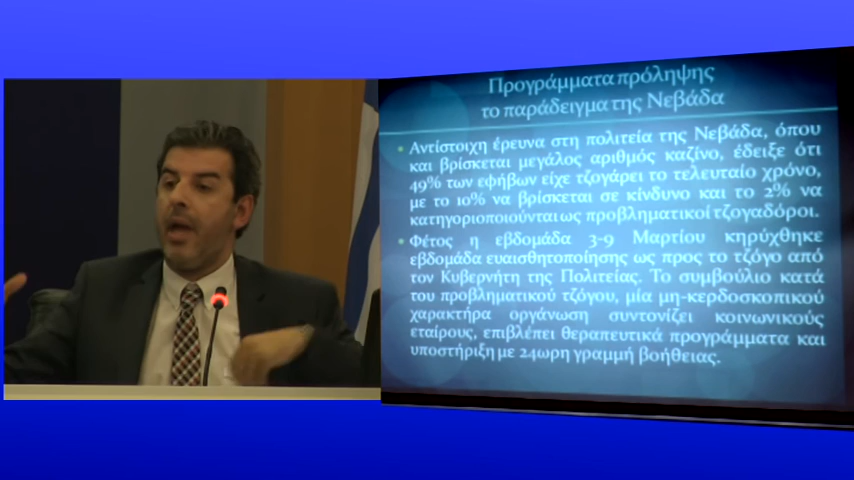 Προγράμματα πρόληψης
το παράδειγμα της Νεβάδα
• Αντίστοιχη έρευνα στη πολιτεία της Νεβάδα, όπου
και βρίσκεται μεγάλος αριθμός καζίνο, έδειξε ότι
49% των εφήβων είχε τζογάρει το τελευταίο χρόνο,
με το 10% να βρίσκεται σε κίνδυνο και το 2% να
κατηγοριοποιούνται ως προβληματικοί τζογαδόροι.
• Φέτος η εβδομάδα 3-9 Μαρτίου κηρύχθηκε
εβδομάδα ευαισθητοποίησης ως προς το τζόγο από
τον Κυβερνήτη της Πολιτείας. Το συμβούλιο κατά
του προβληματικού τζόγου, μία μη-κερδοσκοπικού
χαρακτήρα οργάνωση συντονίζει κοινωνικούς
εταίρους, επιβλέπει θεραπευτικά προγράμματα και
υποστήριξη με 24ωρη γραμμή βοήθειας.